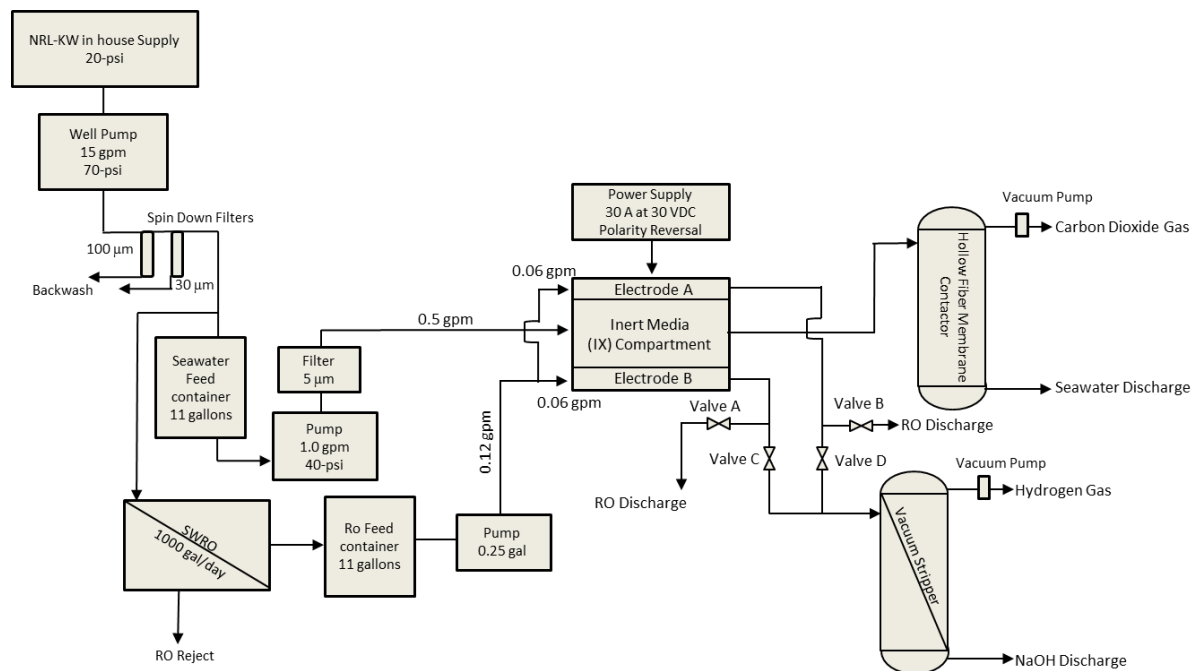 NRL-KW in house Supply
20-psi
Well Pump
15 gpm
70-psi
Spin Down Filters
100 μm
30 μm
Backwash
Seawater
Feed
container
11 gallons
Filter
5 μm
Pump
1.0 gpm
40-psi
0.5 gpm
SWRO
1000 gal/day
RO Reject
Ro Feed
container
11 gallons
Pump
0.25 gal
0.12 gpm
0.06 gpm
0.06 gpm
Power Supply
30 A at 30 VDC
Polarity Reversal
Electrode A
Inert Media
(IX) Compartment
Electrode B
Valve A
Valve B
RO Discharge
Valve C
Valve D
RO Discharge
Hollow Fiber Membrane
Contactor
Vacuum Pump
Carbon Dioxide Gas
Seawater Discharge
Vacuum Pump
Hydrogen Gas
Vacuum Stripper
NaOH Discharge